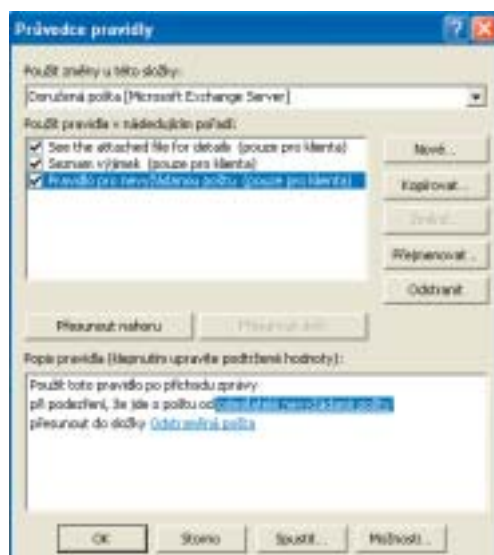 Průvodce pravidly
Použít změny u této složky:
Doručená pošta [Microsoft Exchange Server]
Použít pravidla v následujícím pořadí:
See the attached file for details (pouze pro klienta)
Seznam výjimek (pouze pro klienta)
Pravidlo pro nevyžádanou poštu (pouze pro klienta)
Nové...
Kopírovat...
Změnit...
Přejmenovat...
Odstranit
Přesunout nahoru
Přesunout dolů
Popis pravidla (klepnutím upravíte podtržené hodnoty):
Použít toto pravidlo po příchodu zprávy
při podezření, že jde o poštu od odesílatelů nevyžádané pošty
přesunout do složky Odstraněná pošta
OK
Storno
Spustit...
Možnosti...